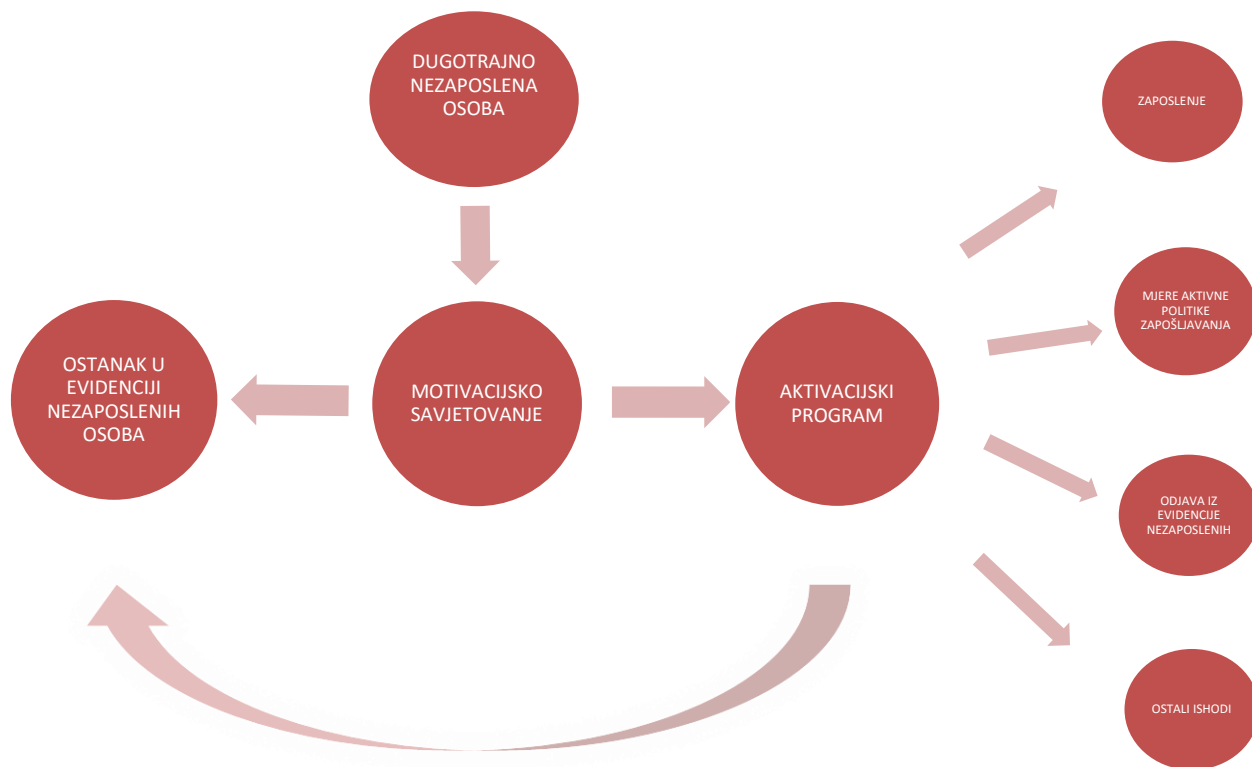 DUGOTRAJNO
NEZAPOSLENA
OSOBA
ZAPOSLENJE
MJERE AKTIVNE
POLITIKE
ZAPOŠLJAVANJA
OSTANAK U
EVIDENCIJI
NEZAPOSLENIH
OSOBA
MOTIVACIJSKO
SAVJETOVANJE
AKTIVACIJSKI
PROGRAM
ODJAVA IZ
EVIDENCIJE
NEZAPOSLENIH
OSTALI ISHODI